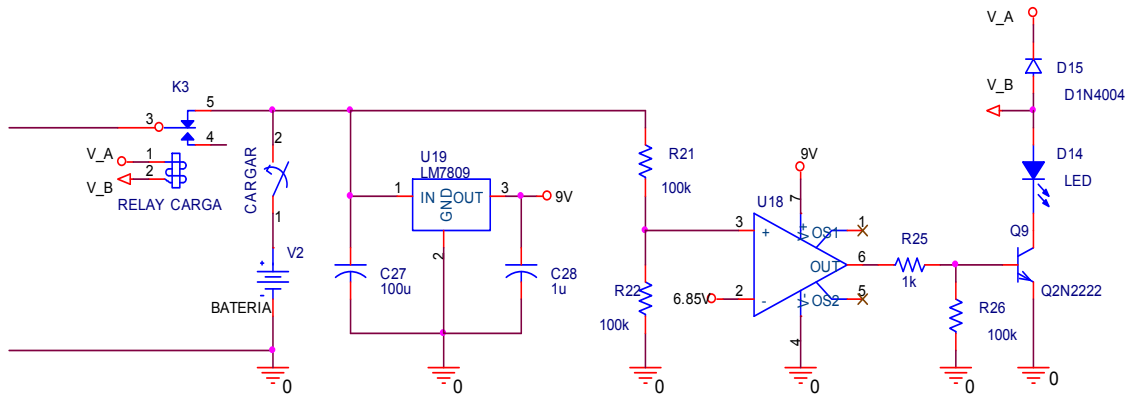 K3
5
3
4
V_A
1
V_B
2
RELAY CARGA
2
CARGAR
1
V2
+
-
BATERIA
0
U19
LM7809
1
IN
OUT
3
GND
2
9V
C27
100u
C28
1u
0
R21
100k
R22
100k
0
9V
U18
7
3
+
V+
OS1
1
OUT
6
6.85V
2
-
V-
OS2
5
4
0
R25
1k
R26
100k
0
V_A
D15
D1N4004
V_B
D14
LED
Q9
Q2N2222
0